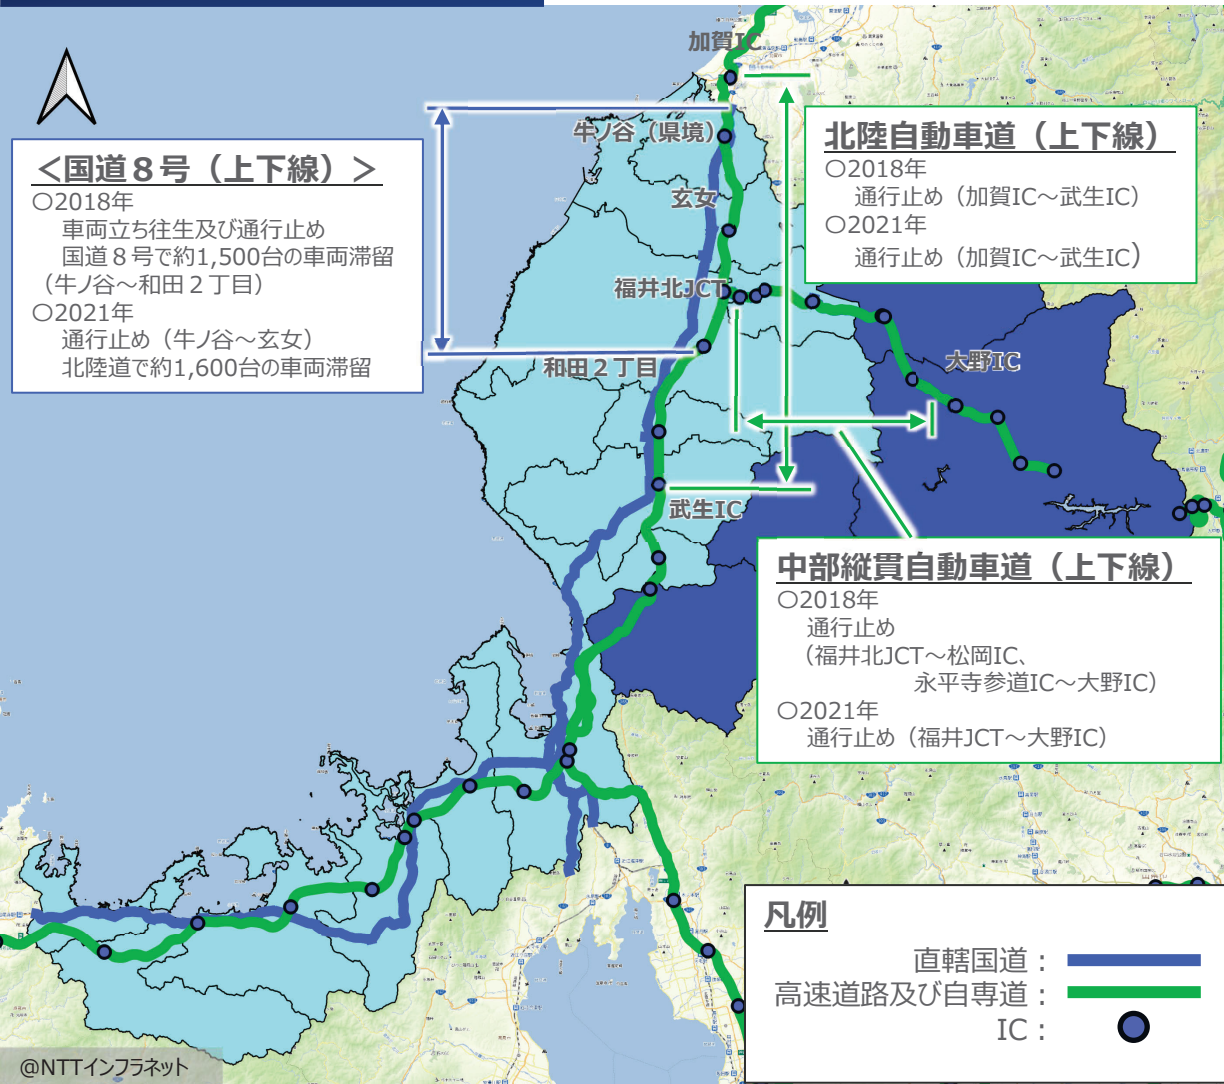 加賀IC
牛ノ谷（県境）
玄女
福井北JCT
和田２丁目
武生IC
大野IC
＜国道８号（上下線）＞
○2018年
車両立ち往生及び通行止め
国道８号で約1,500台の車両滞留
（牛ノ谷～和田２丁目）
○2021年
通行止め（牛ノ谷～玄女）
北陸道で約1,600台の車両滞留
北陸自動車道（上下線）
○2018年
通行止め（加賀IC～武生IC）
○2021年
通行止め（加賀IC～武生IC）
中部縦貫自動車道（上下線）
○2018年
通行止め
（福井北JCT～松岡IC、
永平寺参道IC～大野IC）
○2021年
通行止め（福井JCT～大野IC）
凡例
直轄国道：
高速道路及び自専道：
IC：
@NTTインフラネット